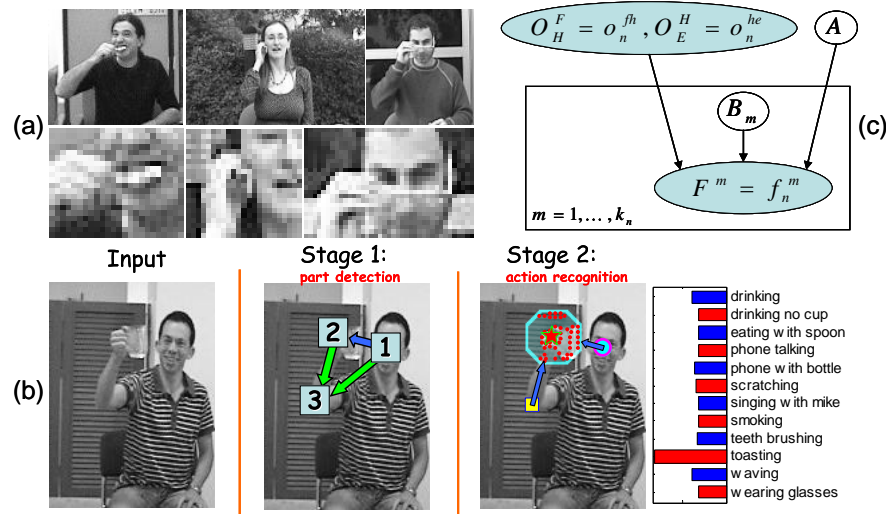 (a)
O_H^F = o_n^{fh}, O_E^H = o_n^{he}
A
B_m
F^m = f_n^m
m = 1,…, k_n
(c)
Input
Stage 1:
part detection
Stage 2:
action recognition
(b)
2
1
3
drinking
drinking no cup
eating with spoon
phone talking
phone with bottle
scratching
singing with mike
smoking
teeth brushing
toasting
waving
wearing glasses